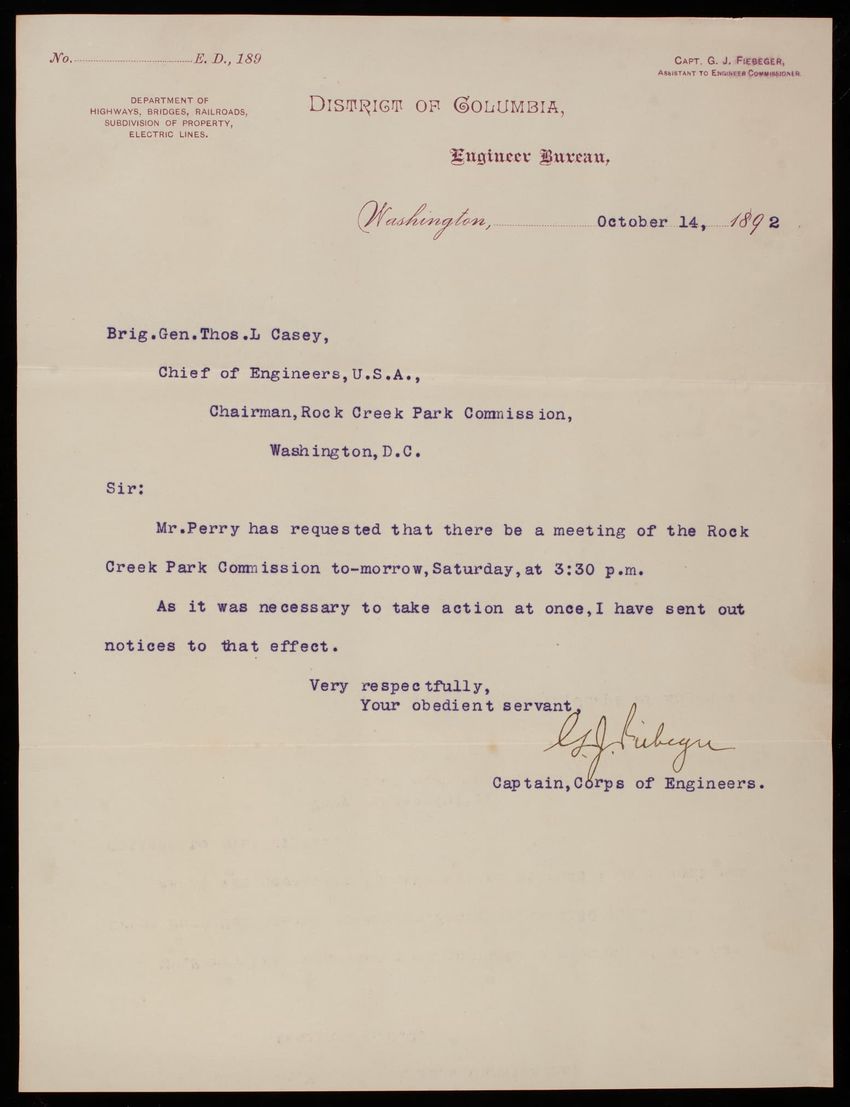 No. E. D., 189
CAPT. G. J. FIEBEGER,
ASSISTANT TO ENGINEER COMMISSIONER.
DEPARTMENT OF
HIGHWAYS, BRIDGES, RAILROADS,
SUBDIVISION OF PROPERTY,
ELECTRIC LINES.
DISTRICT OF COLUMBIA,
Engineer Bureau,
Washington, October 14, 1892
Brig.Gen.Thos.L Casey,
Chief of Engineers,U.S.A.,
Chairman,Rock Creek Park Commission,
Washington,D.C.
Sir:
Mr.Perry has requested that there be a meeting of the Rock
Creek Park Commission to-morrow,Saturday,at 3:30 p.m.
As it was necessary to take action at once,I have sent out
notices to that effect.
Very respectfully,
Your obedient servant,
G. J. Fiebeger
Captain,Corps of Engineers.